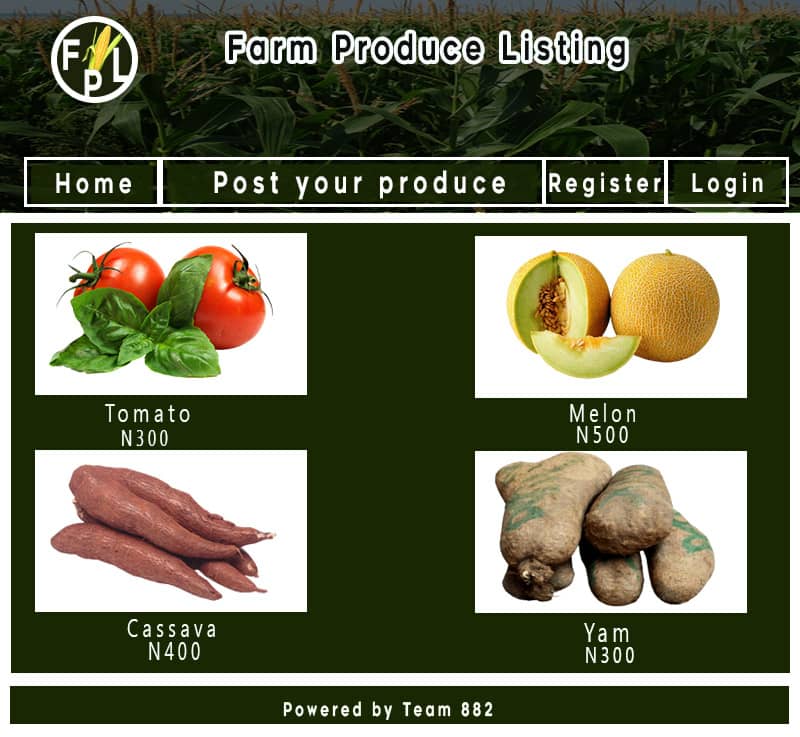 FPL
Farm Produce Listing
Home Post your produce Register Login
Tomato
N300
Melon
N500
Cassava
N400
Yam
N300
Powered by Team 882